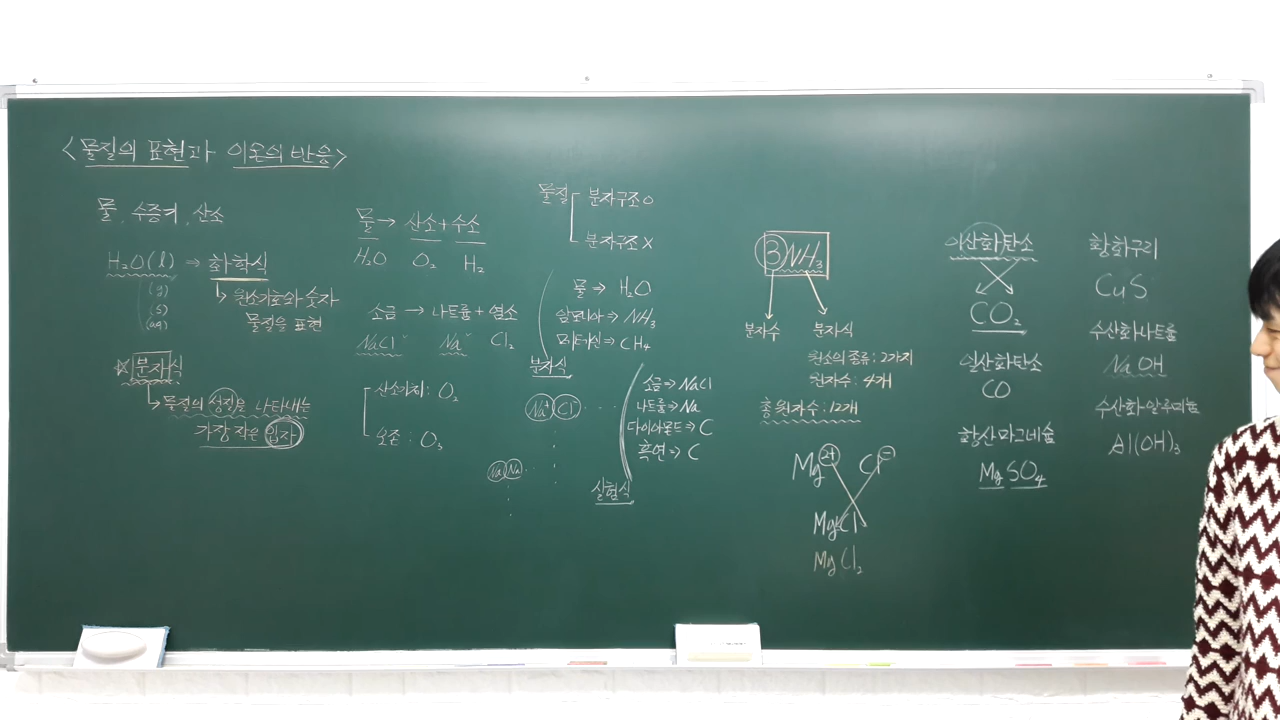 <물질의 표현과 이온의 반응>
물, 수증기, 산소
H₂O(l) ⇒ 화학식
(g)
(s)
(aq)
↳ 원소기호와 숫자
물질을 표현
☆분자식
↳ 물질의 성질을 나타내는
가장 작은 입자
물 → 산소+수소
H₂O O₂ H₂
소금 → 나트륨 + 염소
NaCl Na Cl₂
산소기체 : O₂
오존 : O₃
물질
분자구조 O
분자구조 X
물 ⇒ H₂O
암모니아 ⇒ NH₃
메테인 ⇒ CH₄
분자식
Na⁺ Cl⁻ ...
Na Na ...
소금 ⇒ NaCl
나트륨 ⇒ Na
다이아몬드 ⇒ C
흑연 ⇒ C
실험식
3NH₃
분자수 분자식
원소의 종류 : 2가지
원자수 : 4개
총 원자수 : 12개
Mg²⁺ Cl⁻
MgCl
MgCl₂
이산화탄소
CO₂
일산화탄소
CO
황산마그네슘
MgSO₄
황화구리
CuS
수산화나트륨
NaOH
수산화알루미늄
Al(OH)₃